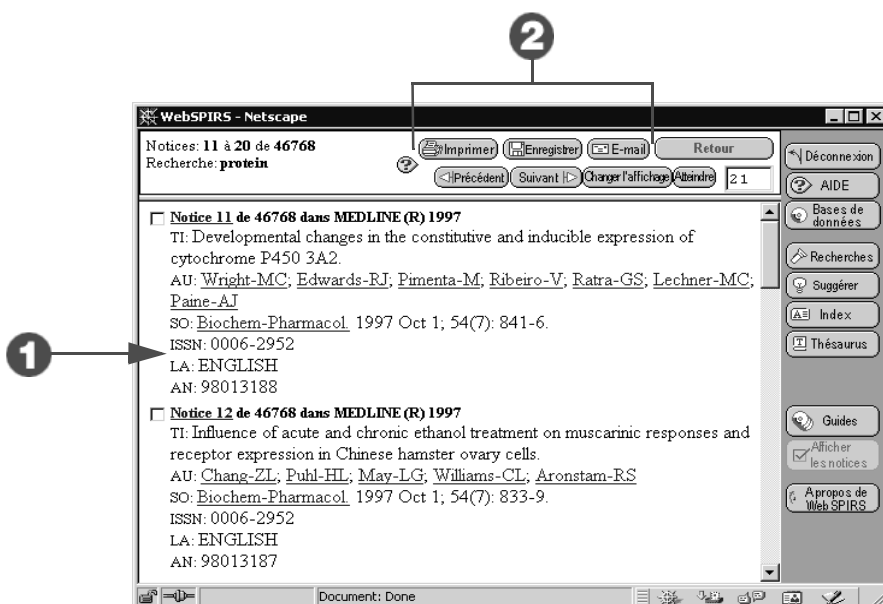 2
WebSPIRS - Netscape
Notices: 11 à 20 de 46768
Recherche: protein
Imprimer Enregistrer E-mail Retour
Précédent Suivant Changer l'affichage Atteindre 21
Déconnexion
AIDE
Bases de
données
Recherches
Suggérer
Index
Thésaurus
Guides
Afficher
les notices
Apropos de
WebSPIRS
1
Notice 11 de 46768 dans MEDLINE (R) 1997
TI: Developmental changes in the constitutive and inducible expression of
cytochrome P450 3A2.
AU: Wright-MC; Edwards-RJ; Pimenta-M; Ribeiro-V; Ratra-GS; Lechner-MC;
Paine-AJ
SO: Biochem-Pharmacol. 1997 Oct 1; 54(7): 841-6.
ISSN: 0006-2952
LA: ENGLISH
AN: 98013188
Notice 12 de 46768 dans MEDLINE (R) 1997
TI: Influence of acute and chronic ethanol treatment on muscarinic responses and
receptor expression in Chinese hamster ovary cells.
AU: Chang-ZL; Puhl-HL; May-LG; Williams-CL; Aronstam-RS
SO: Biochem-Pharmacol. 1997 Oct 1; 54(7): 833-9.
ISSN: 0006-2952
LA: ENGLISH
AN: 98013187
Document: Done